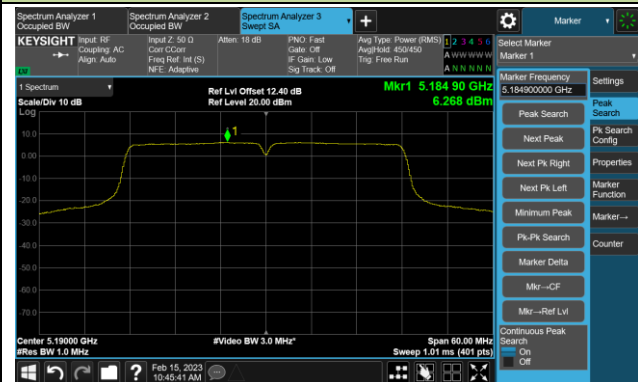 Spectrum Analyzer 1
Occupied BW
Spectrum Analyzer 2
Occupied BW
Spectrum Analyzer 3
Swept SA
Marker
KEYSIGHT
Input: RF
Coupling: AC
Align: Auto
Input Z: 50 Ω
Corr CCorr
Freq Ref: Int (S)
NFE: Adaptive
Atten: 18 dB
PNO: Fast
Gate: Off
IF Gain: Low
Sig Track: Off
Avg Type: Power (RMS)
Avg|Hold: 450/450
Trig: Free Run
1 2 3 4 5 6
A W W W W W
A N N N N N
LXI
Select Marker
Marker 1
1 Spectrum
Scale/Div 10 dB
Log
Ref Lvl Offset 12.40 dB
Ref Level 20.00 dBm
Mkr1 5.184 90 GHz
6.268 dBm
Marker Frequency
5.184900000 GHz
Settings
Peak Search
Peak
Search
Next Peak
Pk Search
Config
Next Pk Right
Properties
Next Pk Left
Marker
Function
Minimum Peak
Marker→
Pk-Pk Search
Counter
Marker Delta
Mkr→CF
Mkr→Ref Lvl
Continuous Peak
Search
On
Off
1
10.0
0.00
-10.0
-20.0
-30.0
-40.0
-50.0
-60.0
-70.0
Center 5.19000 GHz
#Res BW 1.0 MHz
#Video BW 3.0 MHz*
Span 60.00 MHz
Sweep 1.01 ms (401 pts)
?
Feb 15, 2023
10:45:41 AM